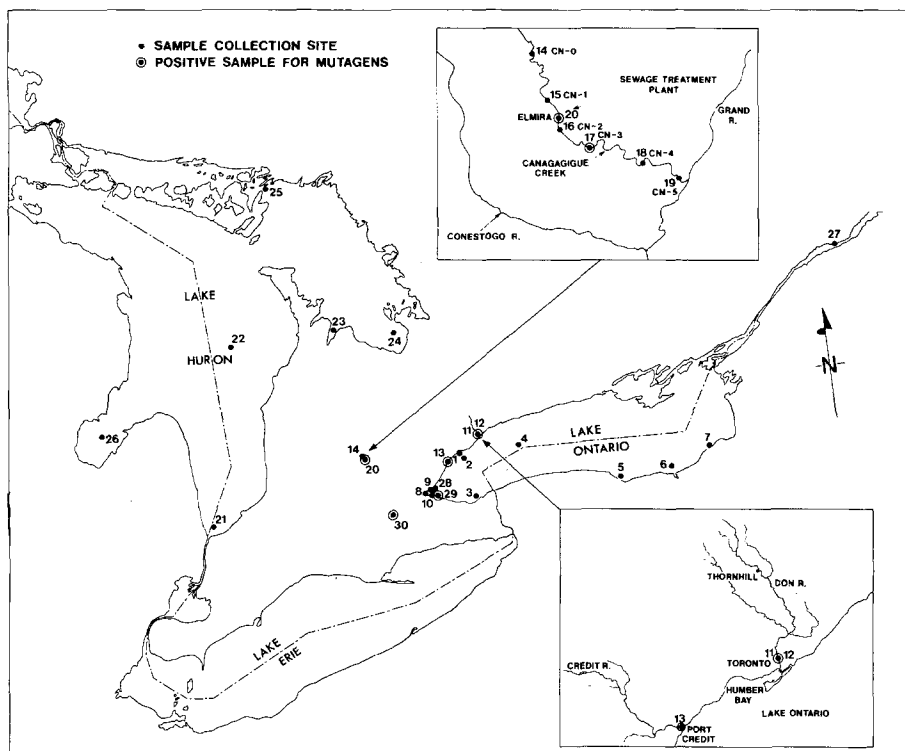 • SAMPLE COLLECTION SITE
POSITIVE SAMPLE FOR MUTAGENS
14 CN-0
SEWAGE TREATMENT
PLANT
15 CN-1
GRAND
R.
ELMIRA
20
16 CN-2
17 CN-3
CANAGAGIGUE
CREEK
18 CN-4
19
CN-5
CONESTOGO R.
25
27
LAKE
HURON
22
23
24
-N-
26
14
20
11 12
13
1
2
4
LAKE
ONTARIO
7
6
5
3
9
28
8
29
10
30
21
LAKE
ERIE
THORNHILL
DON R.
11
12
TORONTO
CREDIT R.
HUMBER
BAY
LAKE ONTARIO
13
PORT
CREDIT